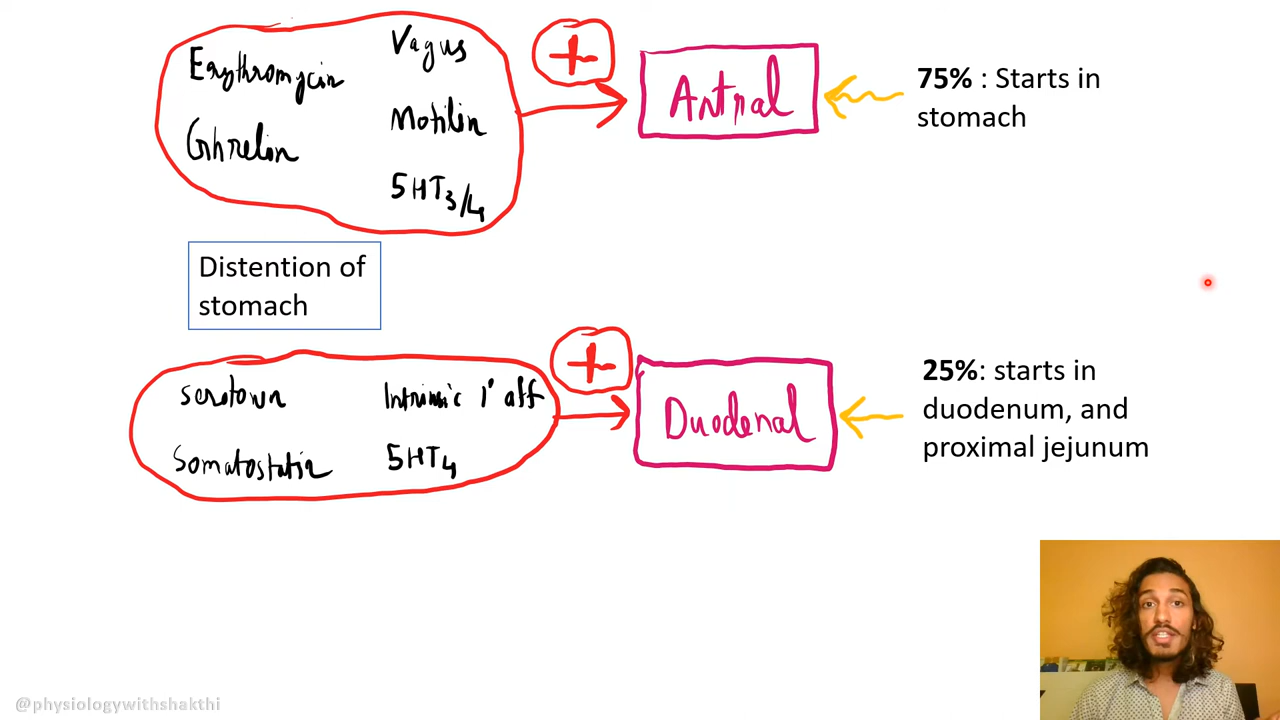 Erythromycin
Ghrelin
Vagus
Motilin
5HT3/4
+
Antral
75% : Starts in
stomach
Distention of
stomach
Serotonin
Somatostatin
Intrinsic 1° aff
5HT4
+
Duodenal
25%: starts in
duodenum, and
proximal jejunum
@physiologywithshakthi